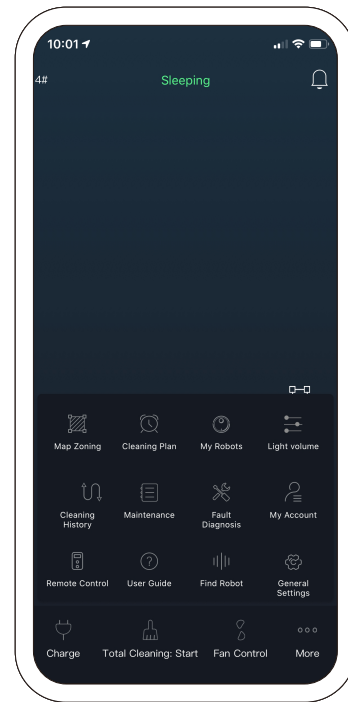 10:01
4#
Sleeping
Map Zoning
Cleaning Plan
My Robots
Light volume
Cleaning
History
Maintenance
Fault
Diagnosis
My Account
Remote Control
User Guide
Find Robot
General
Settings
Charge
Total Cleaning: Start
Fan Control
More